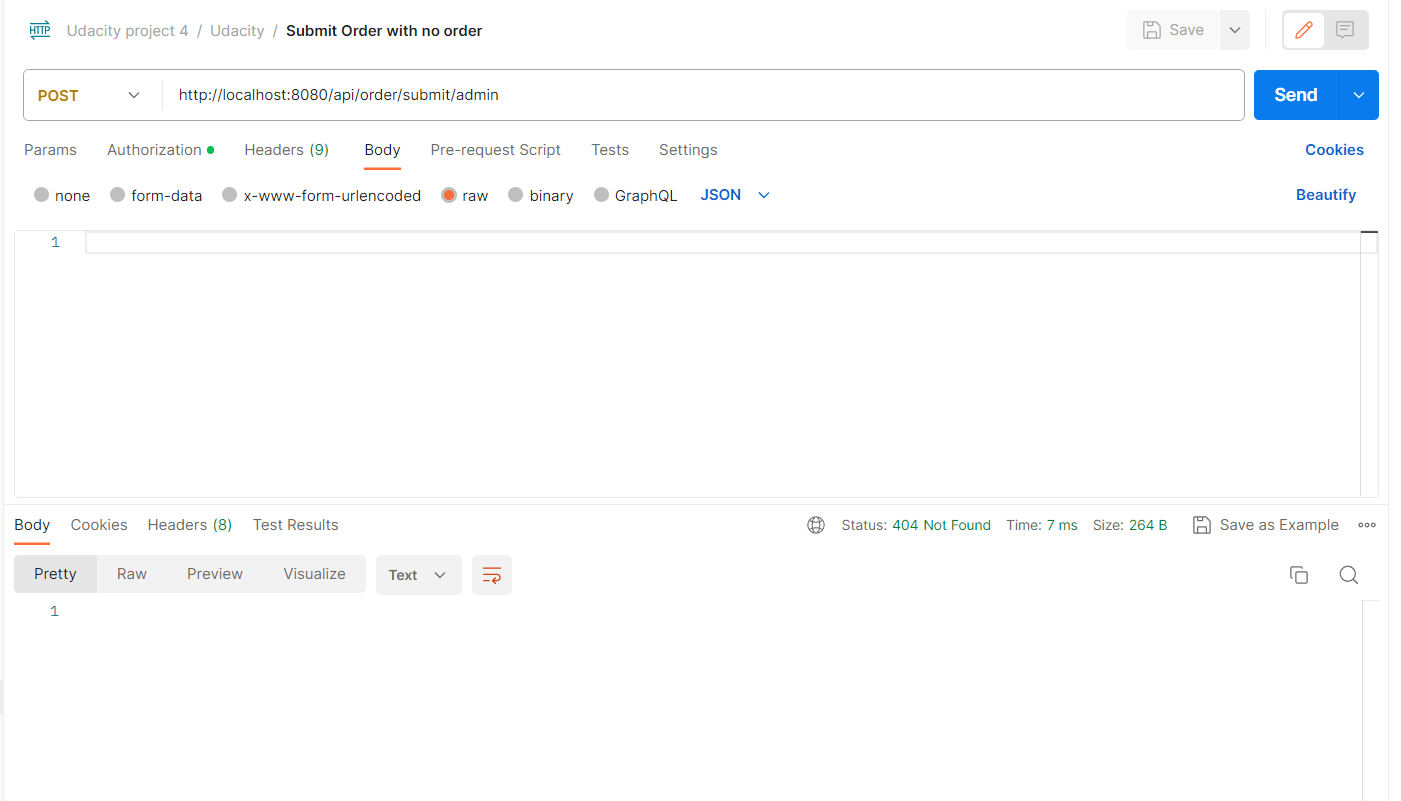 HTTP Udacity project 4 / Udacity / Submit Order with no order Save
POST http://localhost:8080/api/order/submit/admin Send
Params Authorization Headers (9) Body Pre-request Script Tests Settings Cookies
none form-data x-www-form-urlencoded raw binary GraphQL JSON Beautify
1
Body Cookies Headers (8) Test Results Status: 404 Not Found Time: 7 ms Size: 264 B Save as Example
Pretty Raw Preview Visualize Text
1